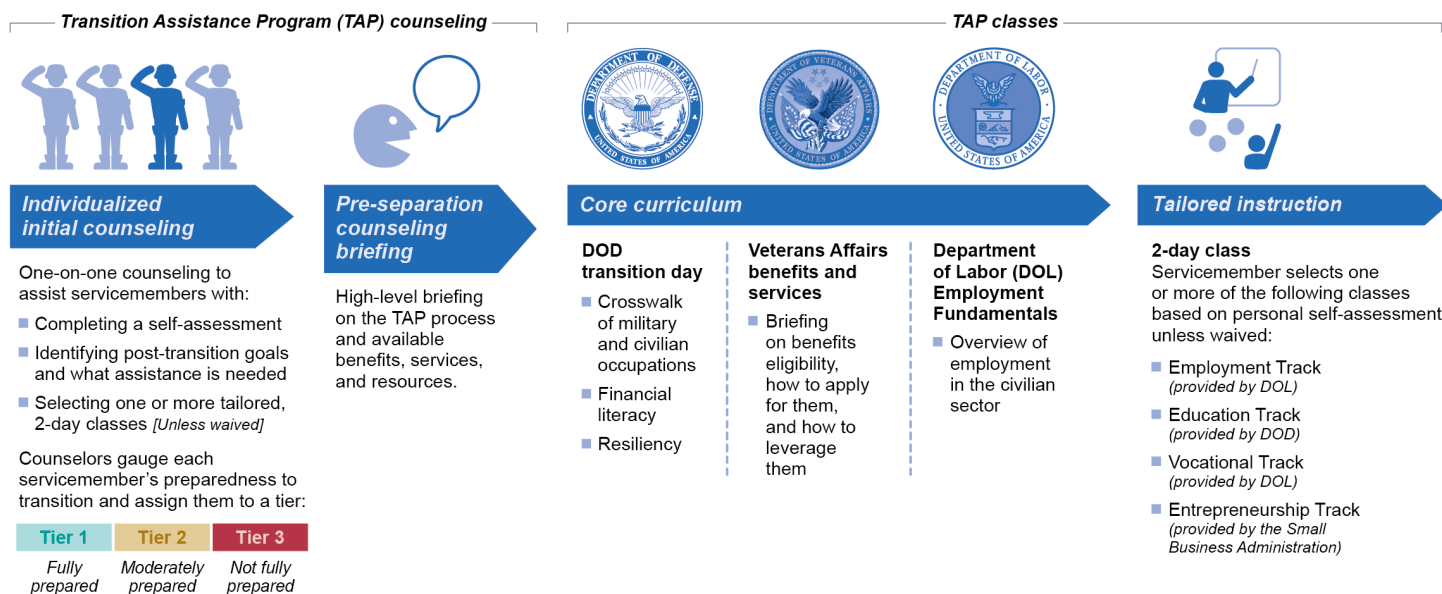 Transition Assistance Program (TAP) counseling
Individualized
initial counseling
One-on-one counseling to
assist servicemembers with:
Completing a self-assessment
Identifying post-transition goals
and what assistance is needed
Selecting one or more tailored,
2-day classes [Unless waived]
Counselors gauge each
servicemember’s preparedness to
transition and assign them to a tier:
Tier 1
Fully
prepared
Tier 2
Moderately
prepared
Tier 3
Not fully
prepared
Pre-separation
counseling
briefing
High-level briefing
on the TAP process
and available
benefits, services,
and resources.
TAP classes
DEPARTMENT OF DEFENSE
UNITED STATES OF AMERICA
DEPARTMENT OF VETERANS AFFAIRS
UNITED STATES OF AMERICA
DEPARTMENT OF LABOR
UNITED STATES OF AMERICA
Core curriculum
DOD
transition day
Crosswalk
of military
and civilian
occupations
Financial
literacy
Resiliency
Veterans Affairs
benefits and
services
Briefing
on benefits
eligibility,
how to apply
for them,
and how to
leverage
them
Department
of Labor (DOL)
Employment
Fundamentals
Overview of
employment
in the civilian
sector
Tailored instruction
2-day class
Servicemember selects one
or more of the following classes
based on personal self-assessment
unless waived:
Employment Track
(provided by DOL)
Education Track
(provided by DOD)
Vocational Track
(provided by DOL)
Entrepreneurship Track
(provided by the Small
Business Administration)